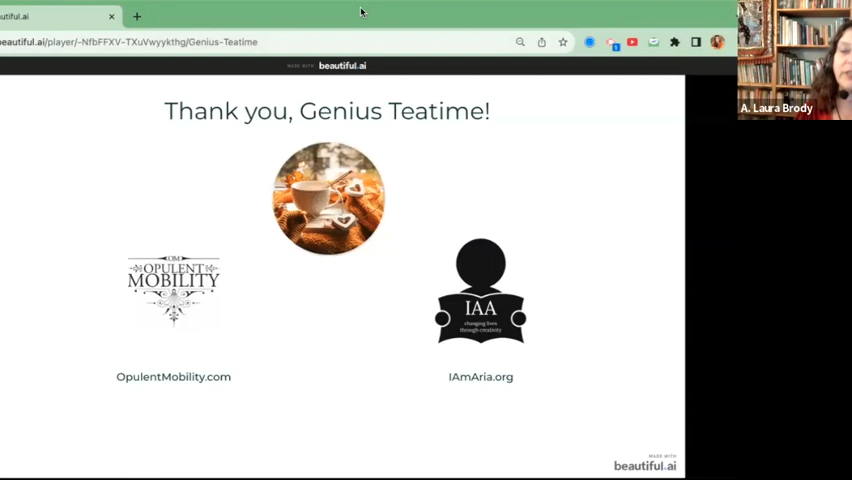 eautiful.ai
beautiful.ai/player/-NfbFFXV-TXuVwyykthg/Genius-Teatime
MADE WITH beautiful.ai
A. Laura Brody
Thank you, Genius Teatime!
OM
OPULENT
MOBILITY
IAA
changing lives
through creativity
OpulentMobility.com
IAmAria.org
MADE WITH
beautiful.ai